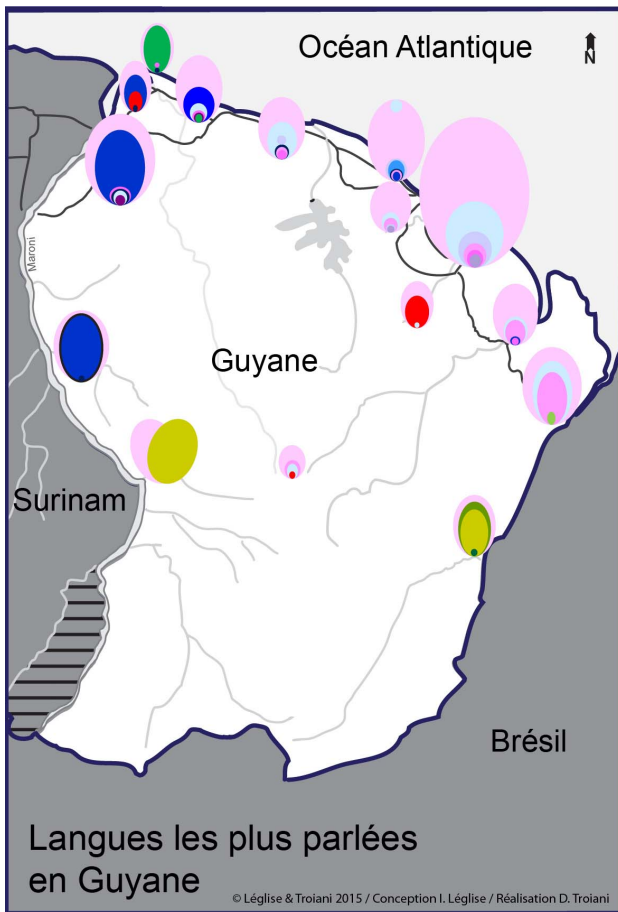 Océan Atlantique
N
Maroni
Guyane
Surinam
Brésil
Langues les plus parlées
en Guyane
© Léglise & Troiani 2015 / Conception I. Léglise / Réalisation D. Troiani